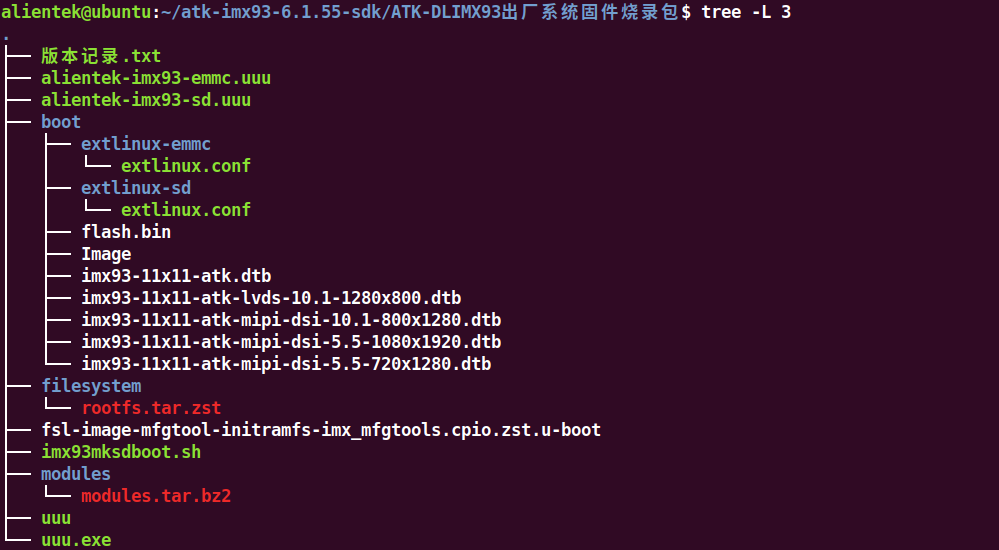 alientek@ubuntu:~/atk-imx93-6.1.55-sdk/ATK-DLIMX93出厂系统固件烧录包$ tree -L 3
.
├── 版本记录.txt
├── alientek-imx93-emmc.uuu
├── alientek-imx93-sd.uuu
├── boot
│   ├── extlinux-emmc
│   │   └── extlinux.conf
│   ├── extlinux-sd
│   │   └── extlinux.conf
│   ├── flash.bin
│   ├── Image
│   ├── imx93-11x11-atk.dtb
│   ├── imx93-11x11-atk-lvds-10.1-1280x800.dtb
│   ├── imx93-11x11-atk-mipi-dsi-10.1-800x1280.dtb
│   ├── imx93-11x11-atk-mipi-dsi-5.5-1080x1920.dtb
│   └── imx93-11x11-atk-mipi-dsi-5.5-720x1280.dtb
├── filesystem
│   └── rootfs.tar.zst
├── fsl-image-mfgtool-initramfs-imx_mfgtools.cpio.zst.u-boot
├── imx93mksdboot.sh
├── modules
│   └── modules.tar.bz2
├── uuu
└── uuu.exe